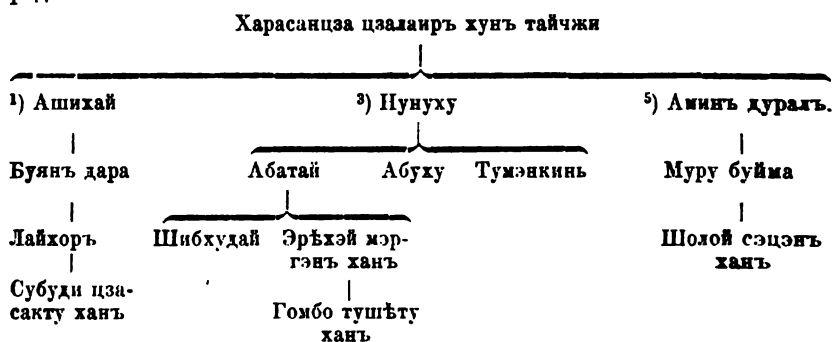 Харасанцза цзалаиръ хунъ тайчжи
¹) Ашихай ³) Нунуху ⁵) Аминъ дуралъ.
Буянъ дара Абатай Абуху Тумэнкинь Муру буйма
Лайхоръ Шибхудай Эрѣхэй мэр- Шолой сэцэнъ
гэнъ ханъ ханъ
Субуди цза-
сакту ханъ Гомбо тушѣту
ханъ